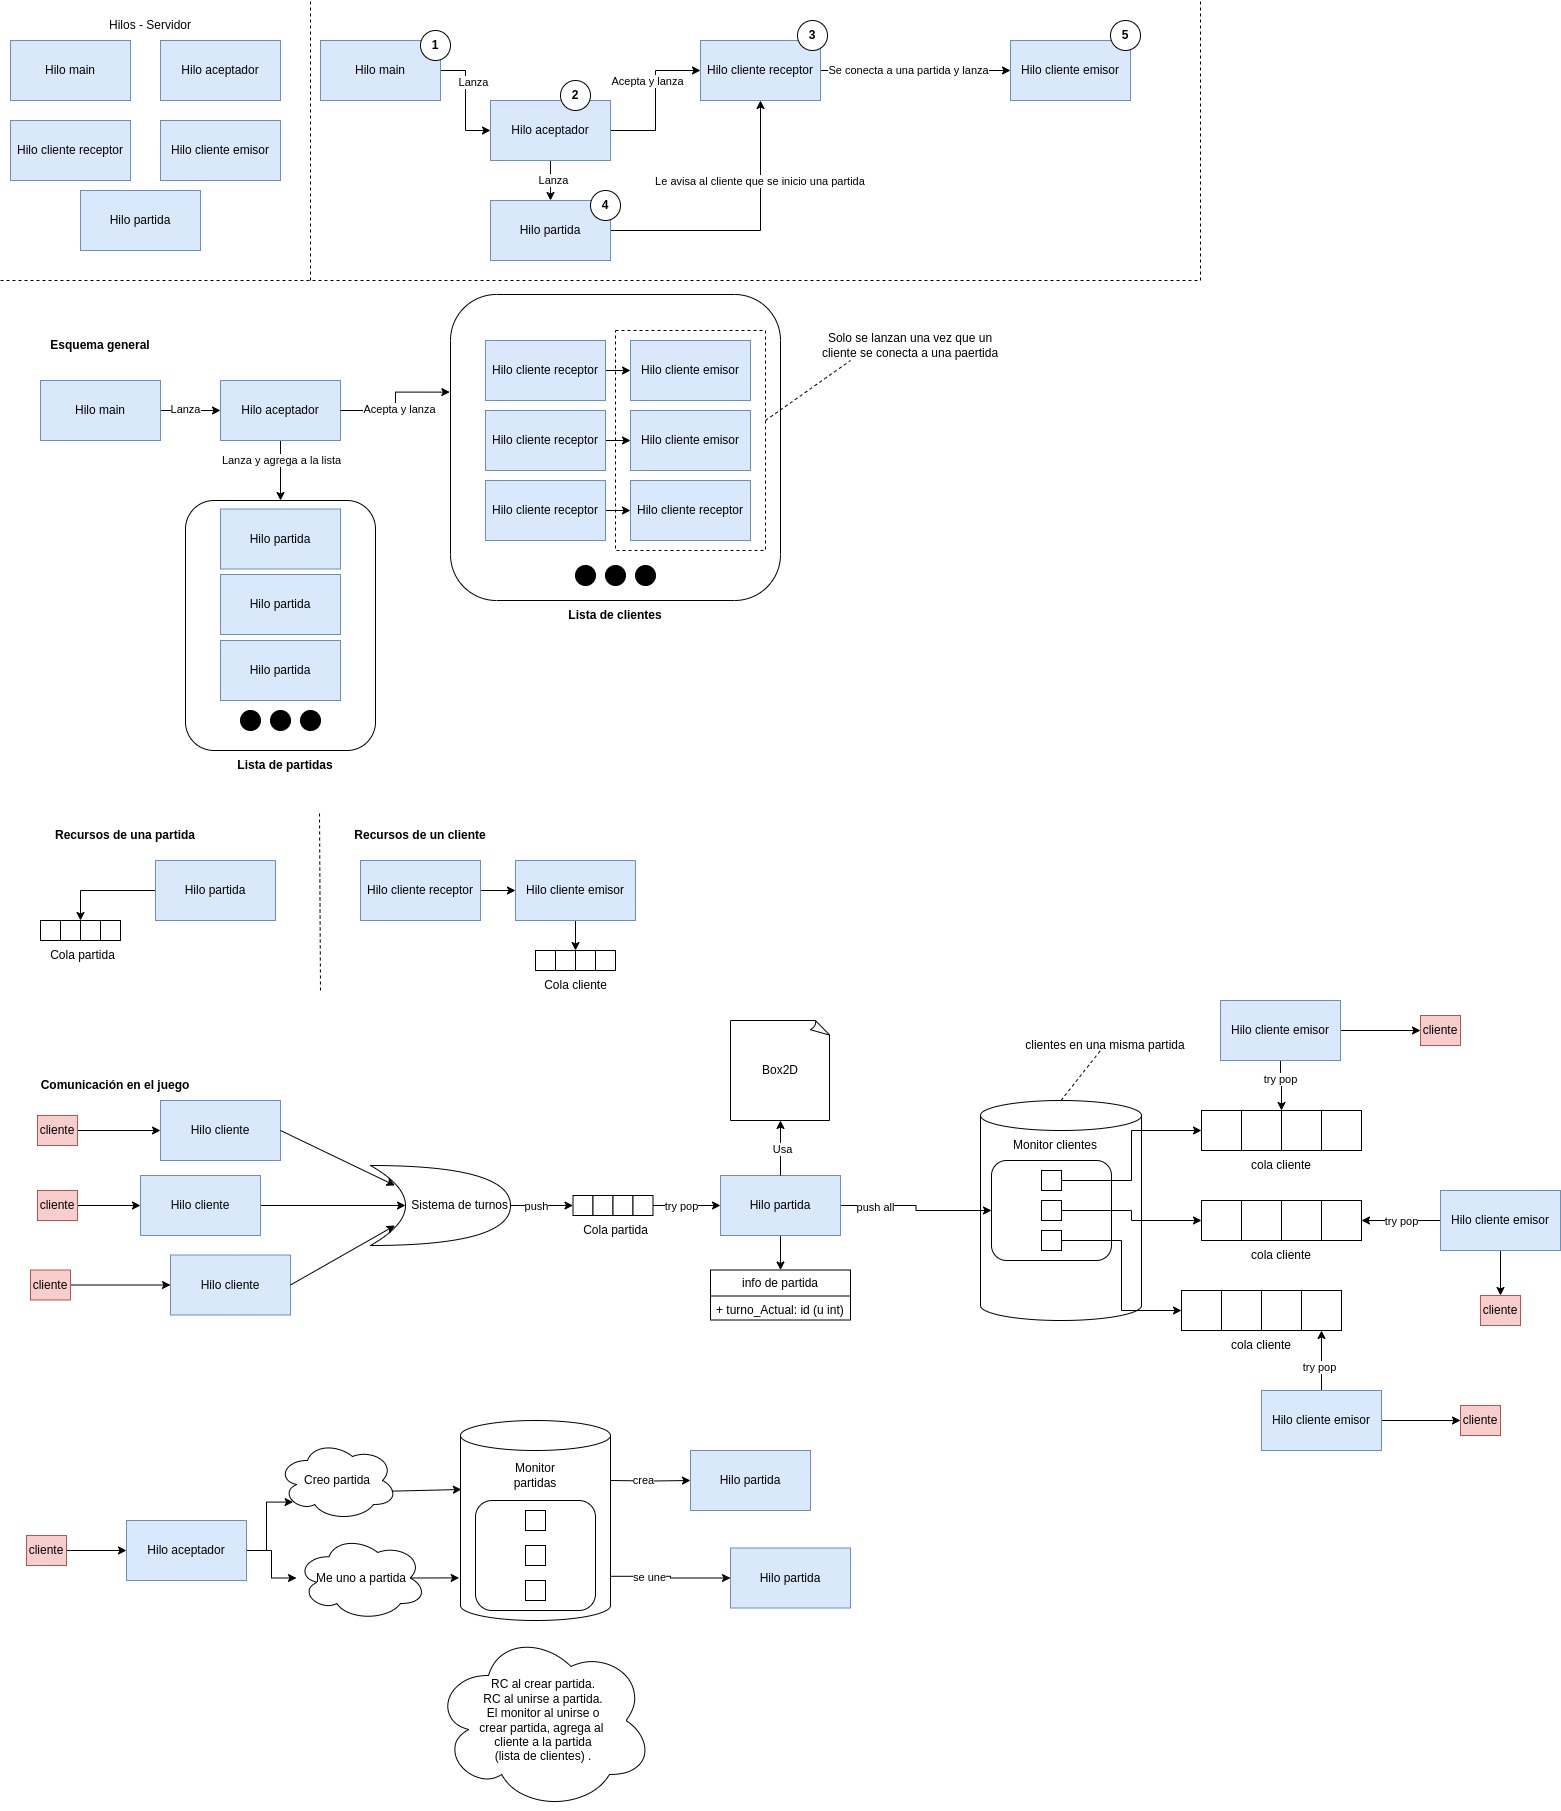 Hilos - Servidor
Hilo main
Hilo aceptador
Hilo cliente receptor
Hilo cliente emisor
Hilo partida
Hilo main
1
Lanza
2
Hilo aceptador
Acepta y lanza
3
Hilo cliente receptor
Se conecta a una partida y lanza
5
Hilo cliente emisor
Lanza
4
Hilo partida
Le avisa al cliente que se inicio una partida
Esquema general
Hilo main
Lanza
Hilo aceptador
Acepta y lanza
Lanza y agrega a la lista
Hilo partida
Hilo partida
Hilo partida
Lista de partidas
Hilo cliente receptor
Hilo cliente emisor
Hilo cliente receptor
Hilo cliente emisor
Hilo cliente receptor
Hilo cliente receptor
Lista de clientes
Solo se lanzan una vez que un
cliente se conecta a una paertida
Recursos de una partida
Hilo partida
Cola partida
Recursos de un cliente
Hilo cliente receptor
Hilo cliente emisor
Cola cliente
Comunicación en el juego
cliente
Hilo cliente
cliente
Hilo cliente
cliente
Hilo cliente
Sistema de turnos
push
Cola partida
try pop
Box2D
Usa
Hilo partida
info de partida
+ turno_Actual: id (u int)
push all
clientes en una misma partida
Monitor clientes
Hilo cliente emisor
cliente
try pop
cola cliente
cola cliente
try pop
Hilo cliente emisor
cliente
cola cliente
try pop
Hilo cliente emisor
cliente
cliente
Hilo aceptador
Creo partida
Me uno a partida
Monitor
partidas
crea
Hilo partida
se une
Hilo partida
RC al crear partida.
RC al unirse a partida.
El monitor al unirse o
crear partida, agrega al
cliente a la partida
(lista de clientes) .